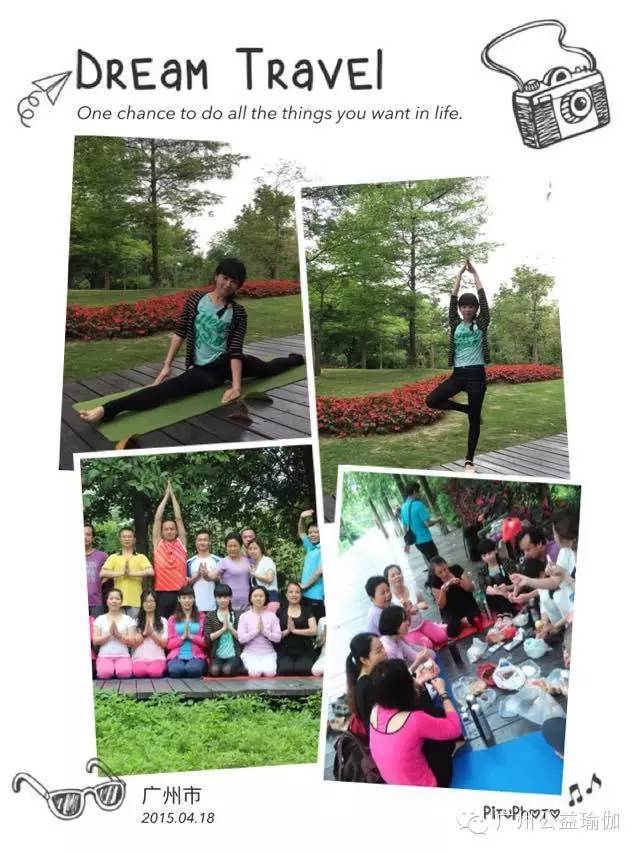 DREAM TRAVEL
One chance to do all the things you want in life.
广州市
2015.04.18
PITUPHOTO
广州公益瑜伽